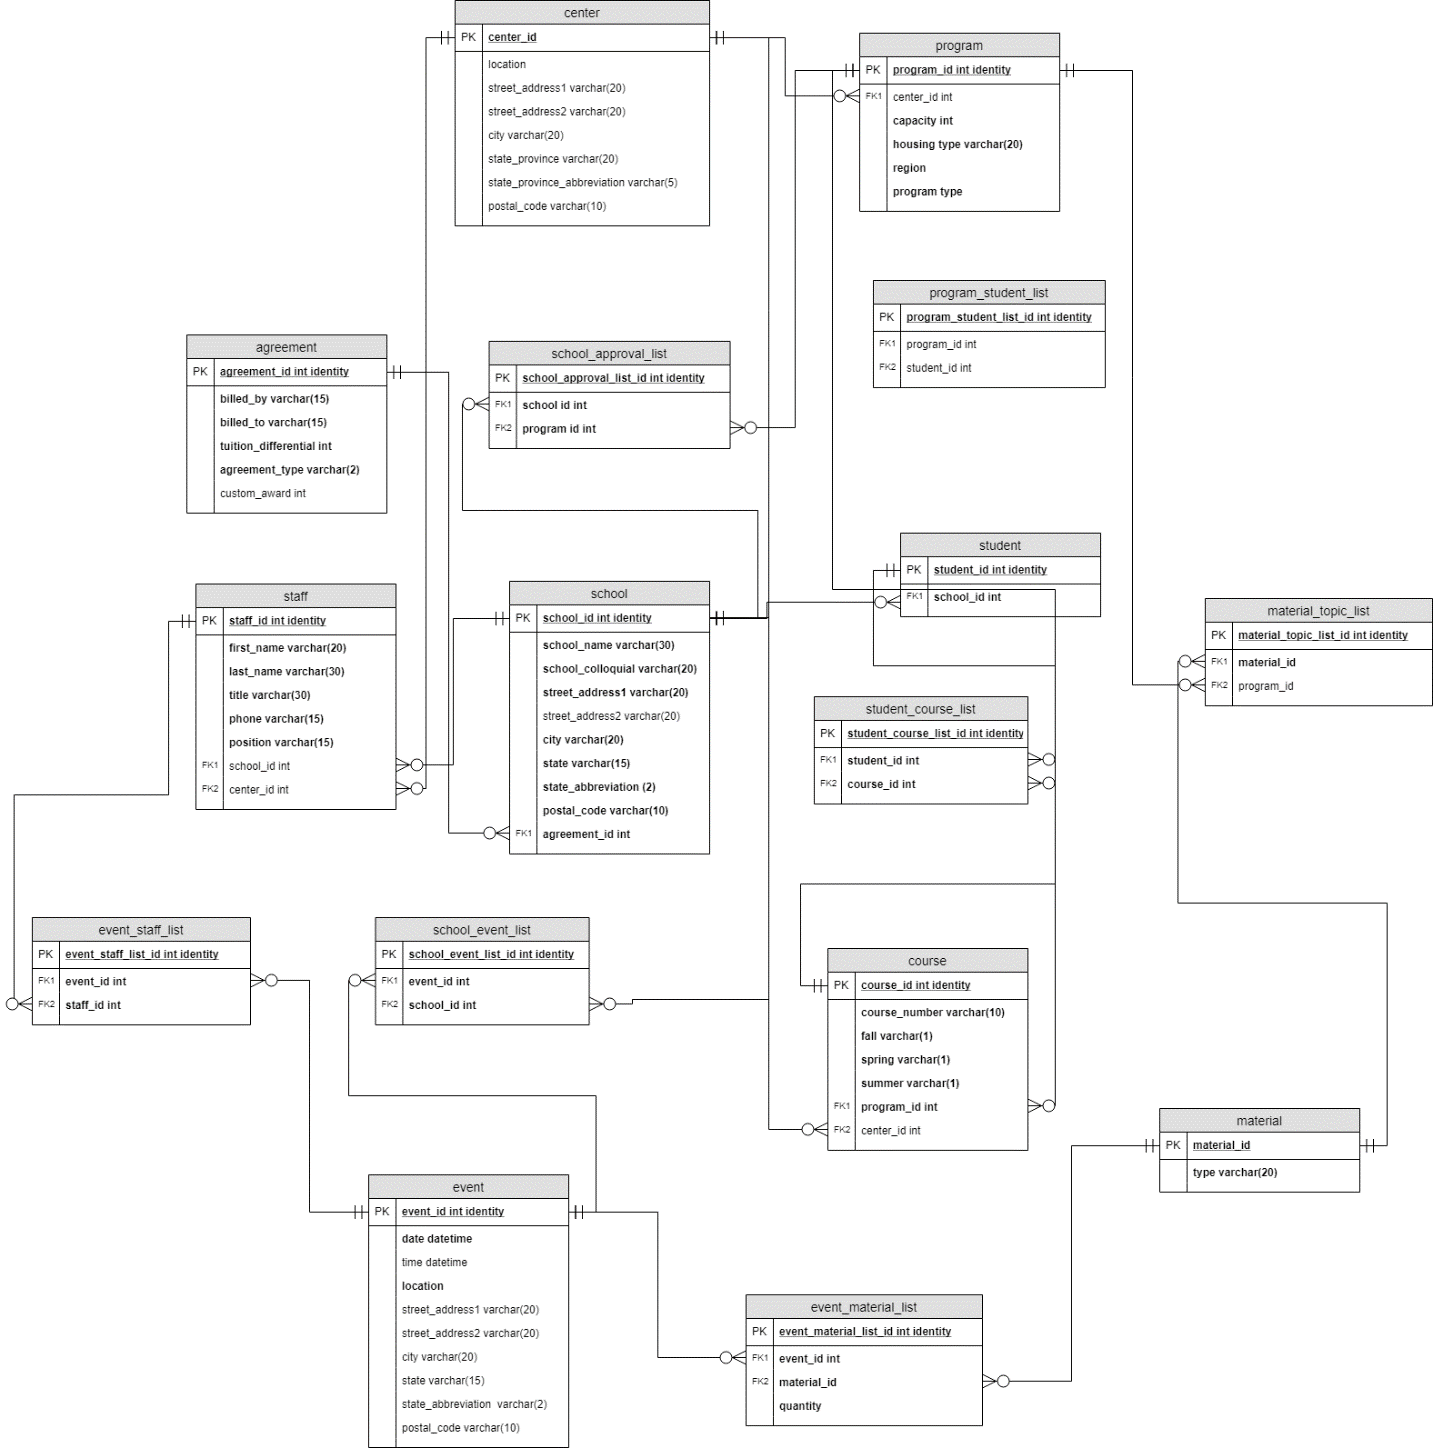 center
PK center_id
location
street_address1 varchar(20)
street_address2 varchar(20)
city varchar(20)
state_province varchar(20)
state_province_abbreviation varchar(5)
postal_code varchar(10)
program
PK program_id int identity
FK1 center_id int
capacity int
housing type varchar(20)
region
program type
program_student_list
PK program_student_list_id int identity
FK1 program_id int
FK2 student_id int
agreement
PK agreement_id int identity
billed_by varchar(15)
billed_to varchar(15)
tuition_differential int
agreement_type varchar(2)
custom_award int
school_approval_list
PK school_approval_list_id int identity
FK1 school id int
FK2 program id int
student
PK student_id int identity
FK1 school_id int
staff
PK staff_id int identity
first_name varchar(20)
last_name varchar(30)
title varchar(30)
phone varchar(15)
position varchar(15)
FK1 school_id int
FK2 center_id int
school
PK school_id int identity
school_name varchar(30)
school_colloquial varchar(20)
street_address1 varchar(20)
street_address2 varchar(20)
city varchar(20)
state varchar(15)
state_abbreviation (2)
postal_code varchar(10)
FK1 agreement_id int
material_topic_list
PK material_topic_list_id int identity
FK1 material_id
FK2 program_id
student_course_list
PK student_course_list_id int identity
FK1 student_id int
FK2 course_id int
event_staff_list
PK event_staff_list_id int identity
FK1 event_id int
FK2 staff_id int
school_event_list
PK school_event_list_id int identity
FK1 event_id int
FK2 school_id int
course
PK course_id int identity
course_number varchar(10)
fall varchar(1)
spring varchar(1)
summer varchar(1)
FK1 program_id int
FK2 center_id int
material
PK material_id
type varchar(20)
event
PK event_id int identity
date datetime
time datetime
location
street_address1 varchar(20)
street_address2 varchar(20)
city varchar(20)
state varchar(15)
state_abbreviation varchar(2)
postal_code varchar(10)
event_material_list
PK event_material_list_id int identity
FK1 event_id int
FK2 material_id
quantity